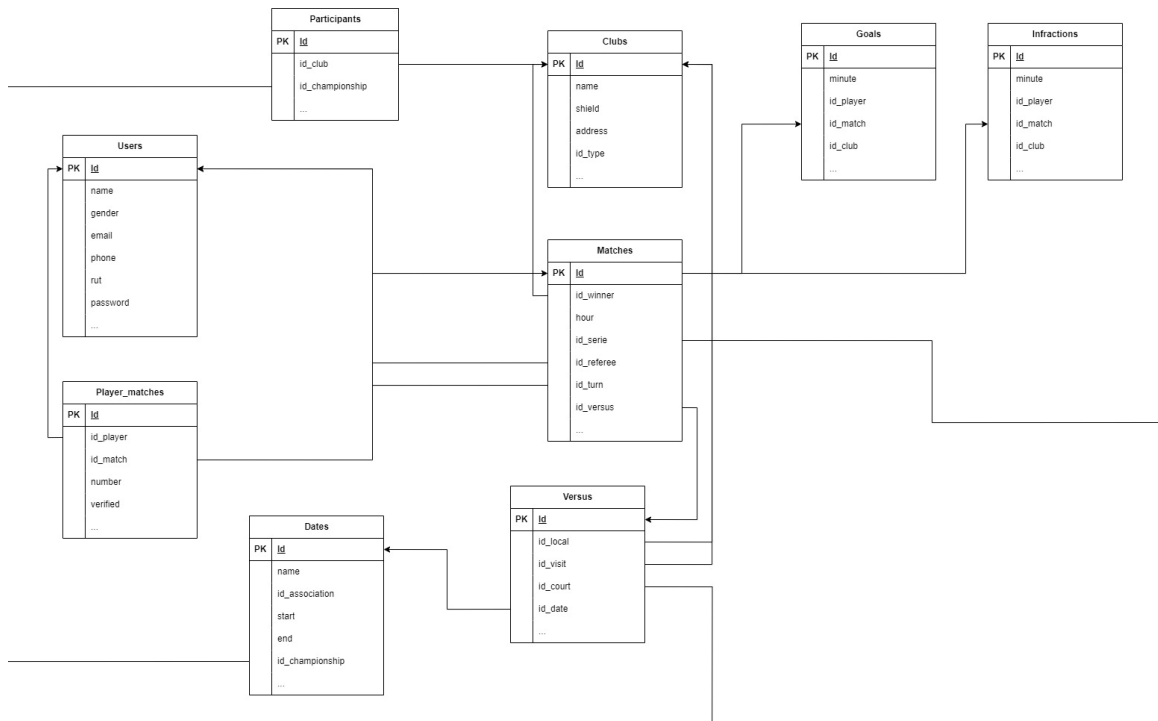 Participants
PK Id
id_club
id_championship
...
Clubs
PK Id
name
shield
address
id_type
...
Goals
PK Id
minute
id_player
id_match
id_club
...
Infractions
PK Id
minute
id_player
id_match
id_club
...
Users
PK Id
name
gender
email
phone
rut
password
...
Matches
PK Id
id_winner
hour
id_serie
id_referee
id_turn
id_versus
...
Player_matches
PK Id
id_player
id_match
number
verified
...
Versus
PK Id
id_local
id_visit
id_court
id_date
...
Dates
PK Id
name
id_association
start
end
id_championship
...